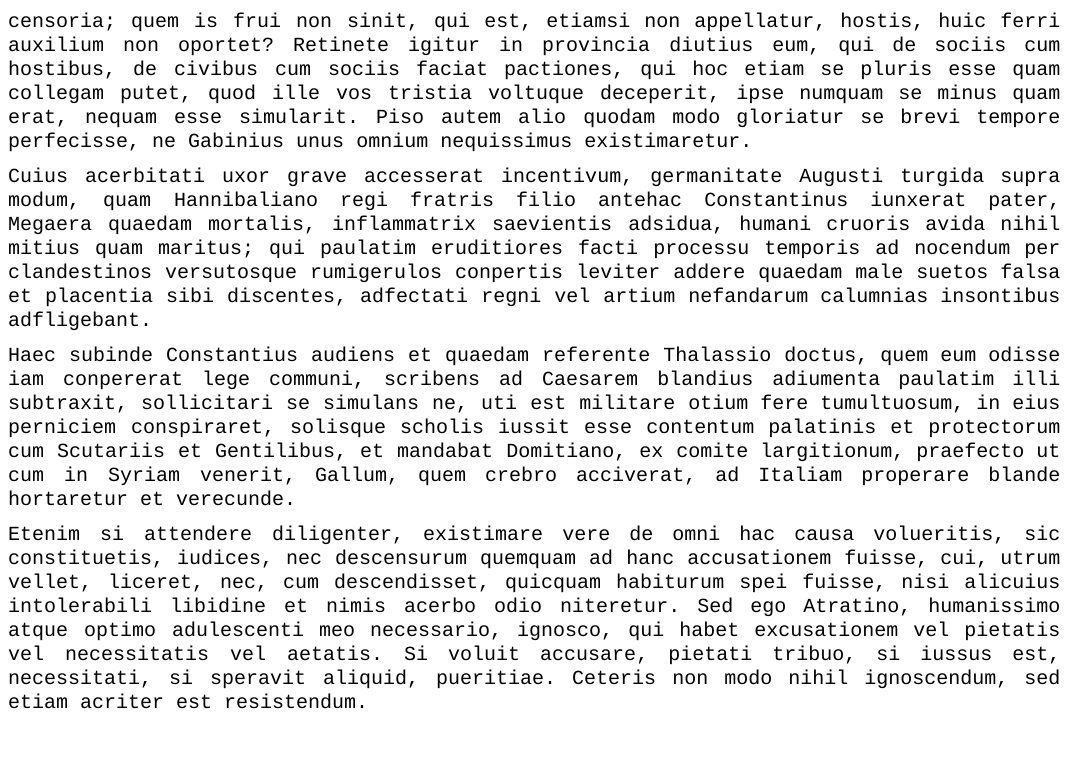 censoria; quem is frui non sinit, qui est, etiamsi non appellatur, hostis, huic ferri
auxilium non oportet? Retinete igitur in provincia diutius eum, qui de sociis cum
hostibus, de civibus cum sociis faciat pactiones, qui hoc etiam se pluris esse quam
collegam putet, quod ille vos tristia voltuque deceperit, ipse numquam se minus quam
erat, nequam esse simularit. Piso autem alio quodam modo gloriatur se brevi tempore
perfecisse, ne Gabinius unus omnium nequissimus existimaretur.
Cuius acerbitati uxor grave accesserat incentivum, germanitate Augusti turgida supra
modum, quam Hannibaliano regi fratris filio antehac Constantinus iunxerat pater,
Megaera quaedam mortalis, inflammatrix saevientis adsidua, humani cruoris avida nihil
mitius quam maritus; qui paulatim eruditiores facti processu temporis ad nocendum per
clandestinos versutosque rumigerulos conpertis leviter addere quaedam male suetos falsa
et placentia sibi discentes, adfectati regni vel artium nefandarum calumnias insontibus
adfligebant.
Haec subinde Constantius audiens et quaedam referente Thalassio doctus, quem eum odisse
iam conpererat lege communi, scribens ad Caesarem blandius adiumenta paulatim illi
subtraxit, sollicitari se simulans ne, uti est militare otium fere tumultuosum, in eius
perniciem conspiraret, solisque scholis iussit esse contentum palatinis et protectorum
cum Scutariis et Gentilibus, et mandabat Domitiano, ex comite largitionum, praefecto ut
cum in Syriam venerit, Gallum, quem crebro acciverat, ad Italiam properare blande
hortaretur et verecunde.
Etenim si attendere diligenter, existimare vere de omni hac causa volueritis, sic
constituetis, iudices, nec descensurum quemquam ad hanc accusationem fuisse, cui, utrum
vellet, liceret, nec, cum descendisset, quicquam habiturum spei fuisse, nisi alicuius
intolerabili libidine et nimis acerbo odio niteretur. Sed ego Atratino, humanissimo
atque optimo adulescenti meo necessario, ignosco, qui habet excusationem vel pietatis
vel necessitatis vel aetatis. Si voluit accusare, pietati tribuo, si iussus est,
necessitati, si speravit aliquid, pueritiae. Ceteris non modo nihil ignoscendum, sed
etiam acriter est resistendum.